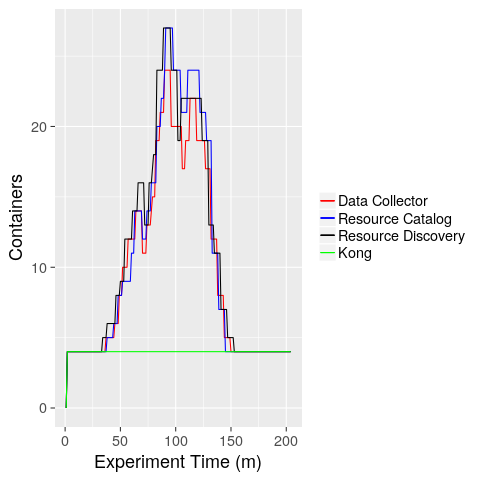 Containers
20
10
0
0 50 100 150 200
Experiment Time (m)
Data Collector
Resource Catalog
Resource Discovery
Kong